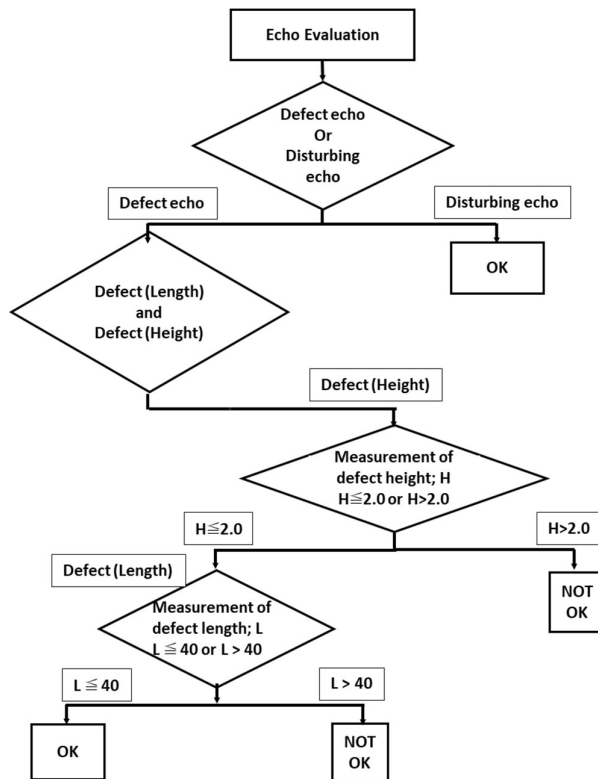 Echo Evaluation
Defect echo
Or
Disturbing
echo
Defect echo
Disturbing echo
OK
Defect (Length)
and
Defect (Height)
Defect (Height)
Measurement of
defect height; H
H≦2.0 or H>2.0
H≦2.0
H>2.0
Defect (Length)
NOT
OK
Measurement of
defect length; L
L ≦ 40 or L > 40
L ≦ 40
L > 40
OK
NOT
OK